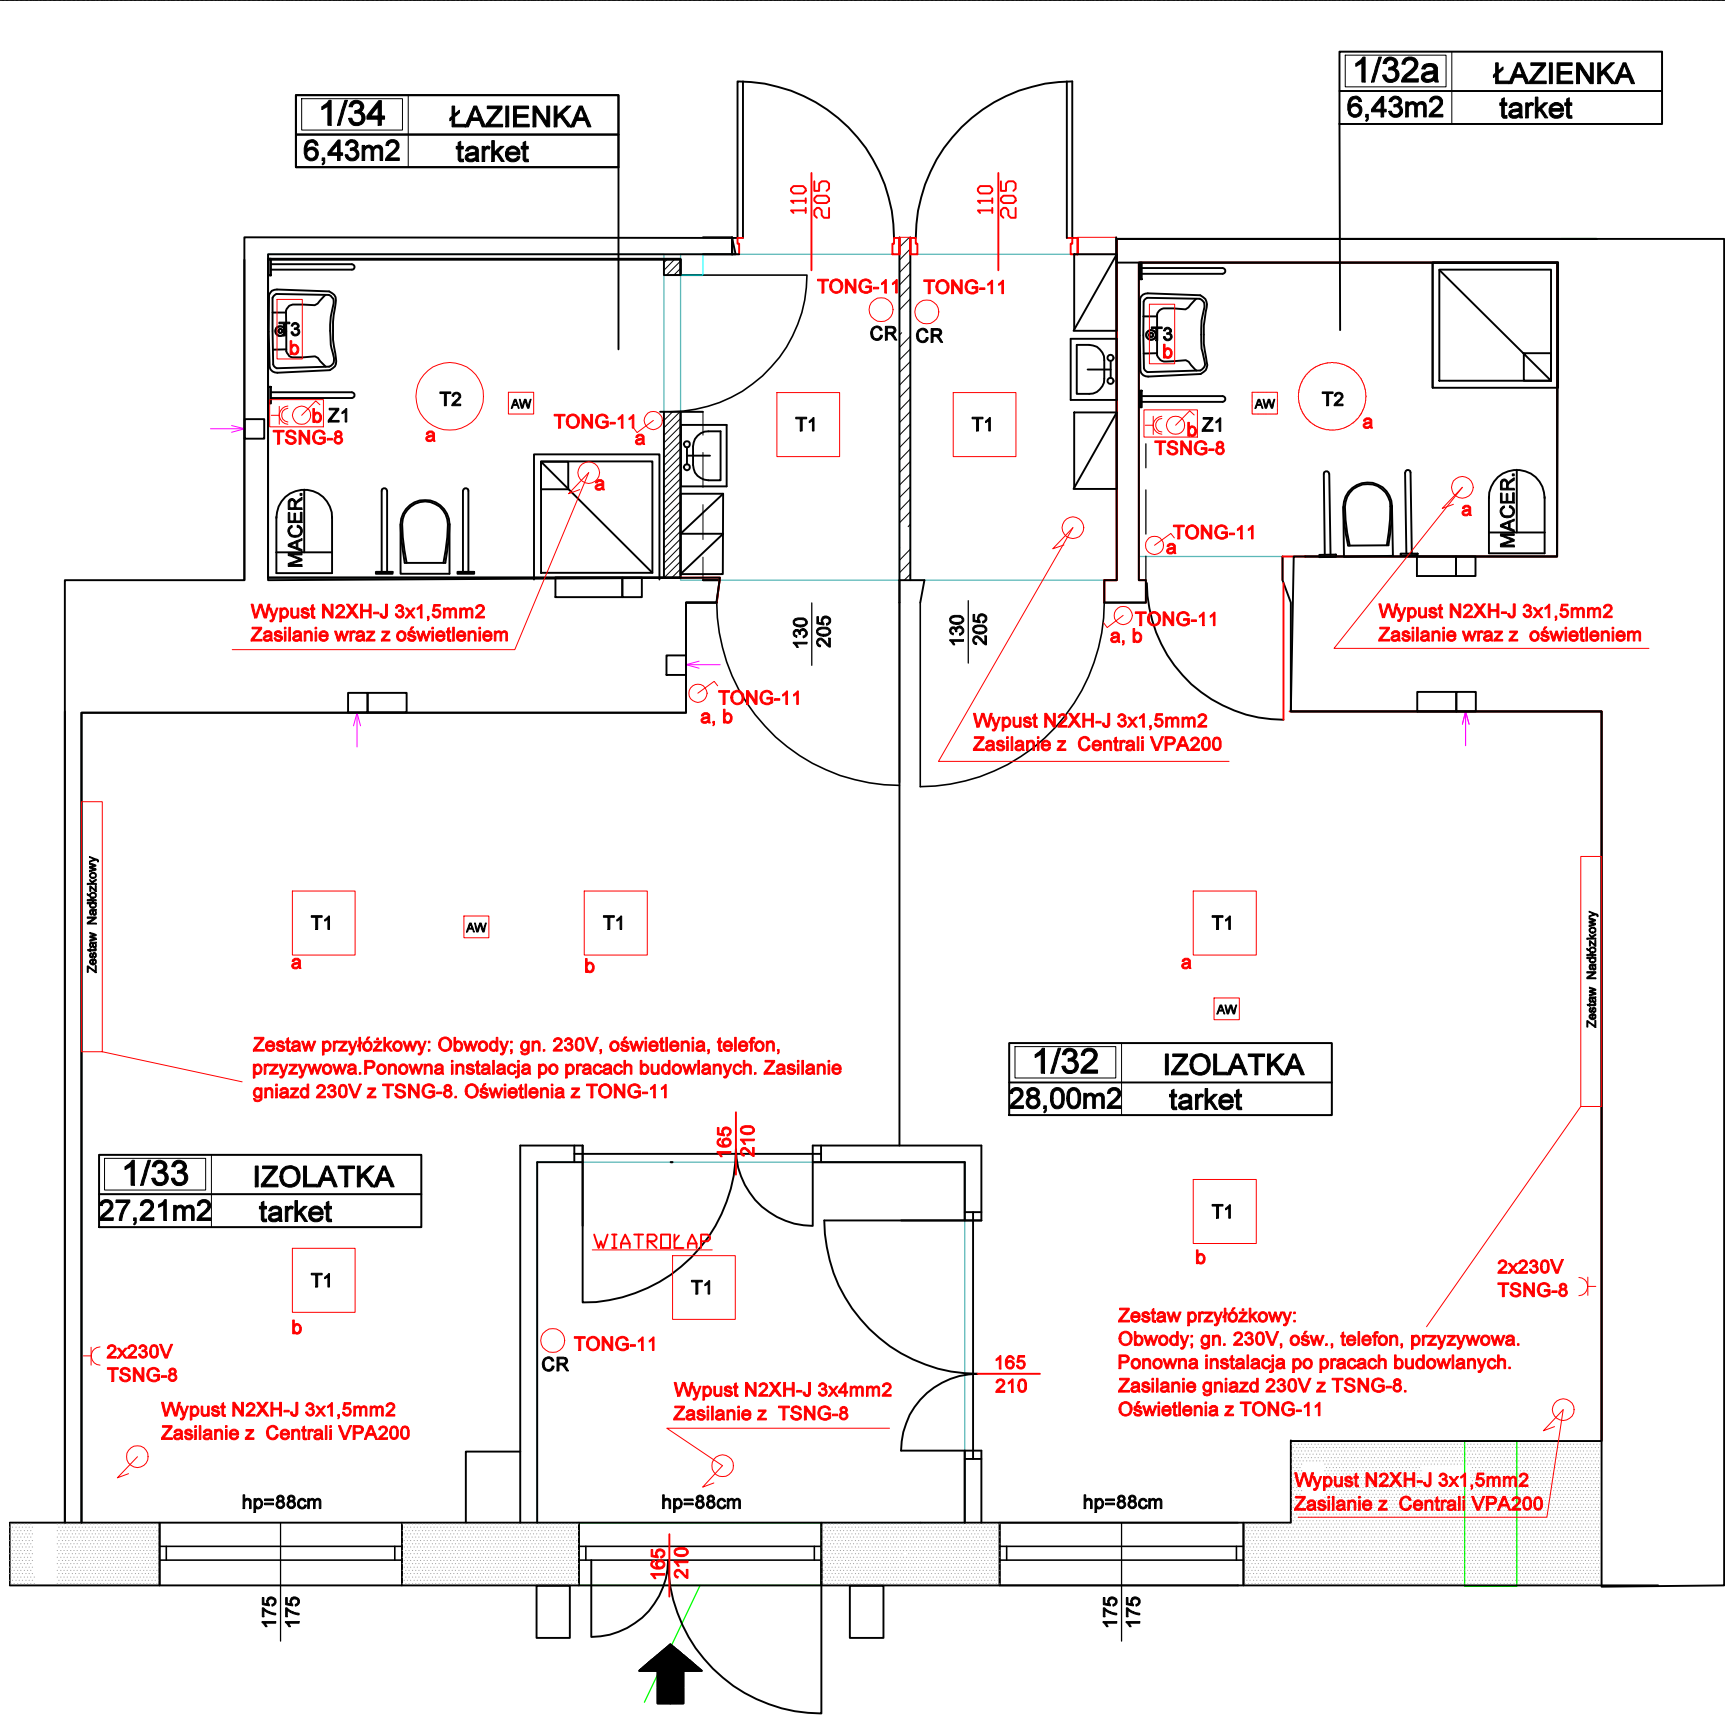 1/34 ŁAZIENKA
6,43m2 tarket
1/32a ŁAZIENKA
6,43m2 tarket
110
205
110
205
TONG-11
CR
TONG-11
CR
T3
b
T2
a
AW
b Z1
TSNG-8
TONG-11
a
a
MACER.
T1
T1
T3
b
T2
a
AW
b Z1
TSNG-8
TONG-11
a
a
MACER.
Wypust N2XH-J 3x1,5mm2
Zasilanie wraz z oświetleniem
130
205
130
205
TONG-11
a, b
TONG-11
a, b
Wypust N2XH-J 3x1,5mm2
Zasilanie wraz z oświetleniem
Wypust N2XH-J 3x1,5mm2
Zasilanie z Centrali VPA200
Zestaw Nadłózkowy
T1
a
AW
T1
b
T1
a
AW
Zestaw Nadłózkowy
Zestaw przyłóżkowy: Obwody; gn. 230V, oświetlenia, telefon,
przyzywowa.Ponowna instalacja po pracach budowlanych. Zasilanie
gniazd 230V z TSNG-8. Oświetlenia z TONG-11
1/32 IZOLATKA
28,00m2 tarket
1/33 IZOLATKA
27,21m2 tarket
165
210
WIATROŁAP
T1
T1
b
T1
b
2x230V
TSNG-8
TONG-11
CR
2x230V
TSNG-8
165
210
Zestaw przyłóżkowy:
Obwody; gn. 230V, ośw., telefon, przyzywowa.
Ponowna instalacja po pracach budowlanych.
Zasilanie gniazd 230V z TSNG-8.
Oświetlenia z TONG-11
Wypust N2XH-J 3x1,5mm2
Zasilanie z Centrali VPA200
Wypust N2XH-J 3x4mm2
Zasilanie z TSNG-8
Wypust N2XH-J 3x1,5mm2
Zasilanie z Centrali VPA200
hp=88cm
hp=88cm
hp=88cm
165
210
175
175
175
175